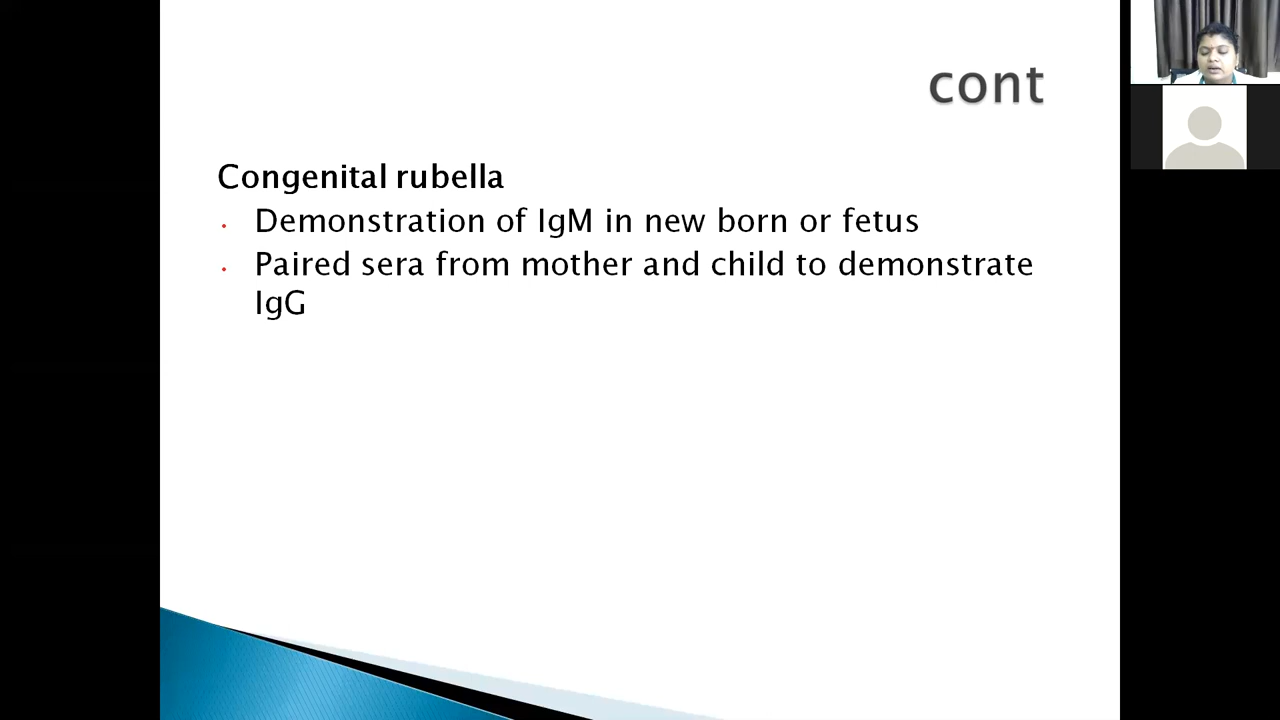 cont
Congenital rubella
• Demonstration of IgM in new born or fetus
• Paired sera from mother and child to demonstrate
IgG